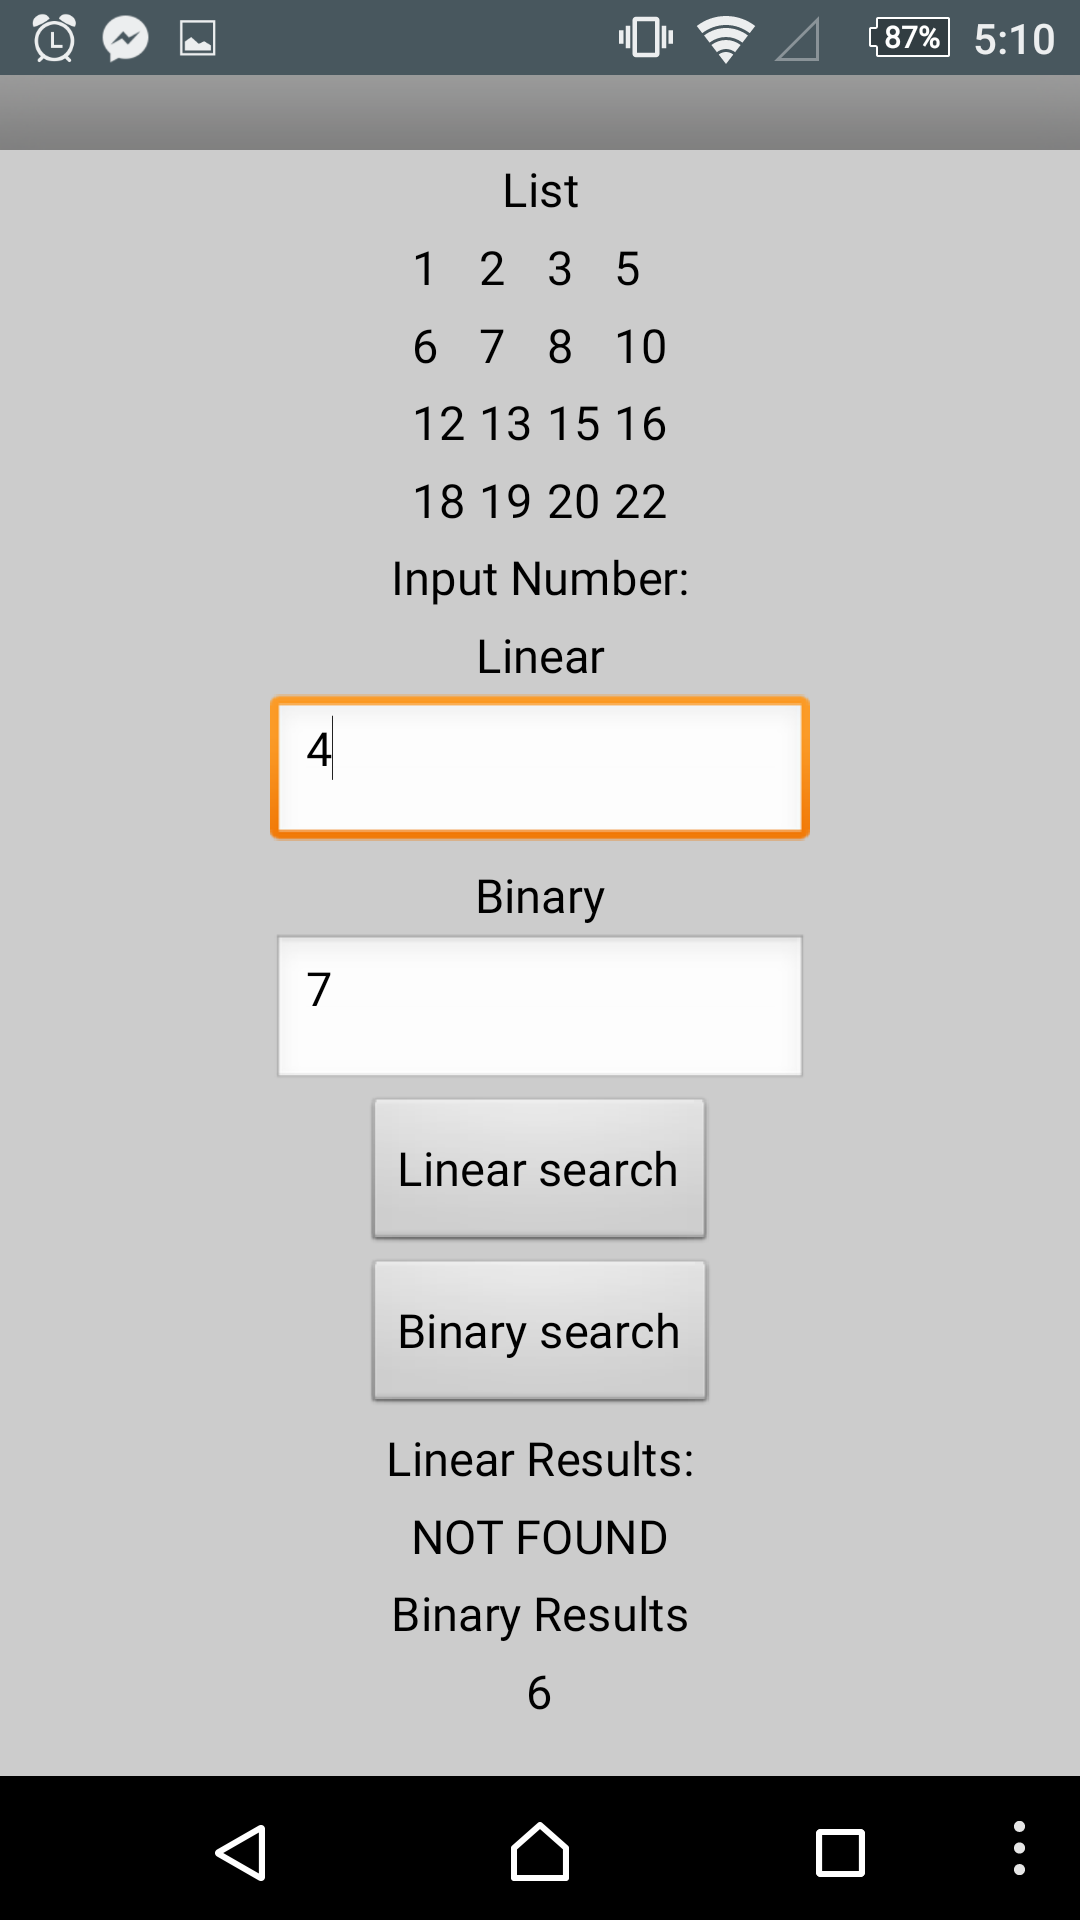 87% 5:10
List
1 2 3 5
6 7 8 10
12 13 15 16
18 19 20 22
Input Number:
Linear
4
Binary
7
Linear search
Binary search
Linear Results:
NOT FOUND
Binary Results
6